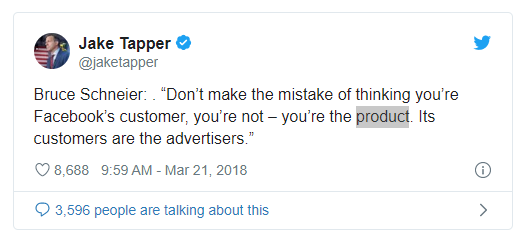 Jake Tapper
@jaketapper
Bruce Schneier: . “Don’t make the mistake of thinking you’re
Facebook’s customer, you’re not – you’re the product. Its
customers are the advertisers.”
8,688 9:59 AM - Mar 21, 2018
3,596 people are talking about this